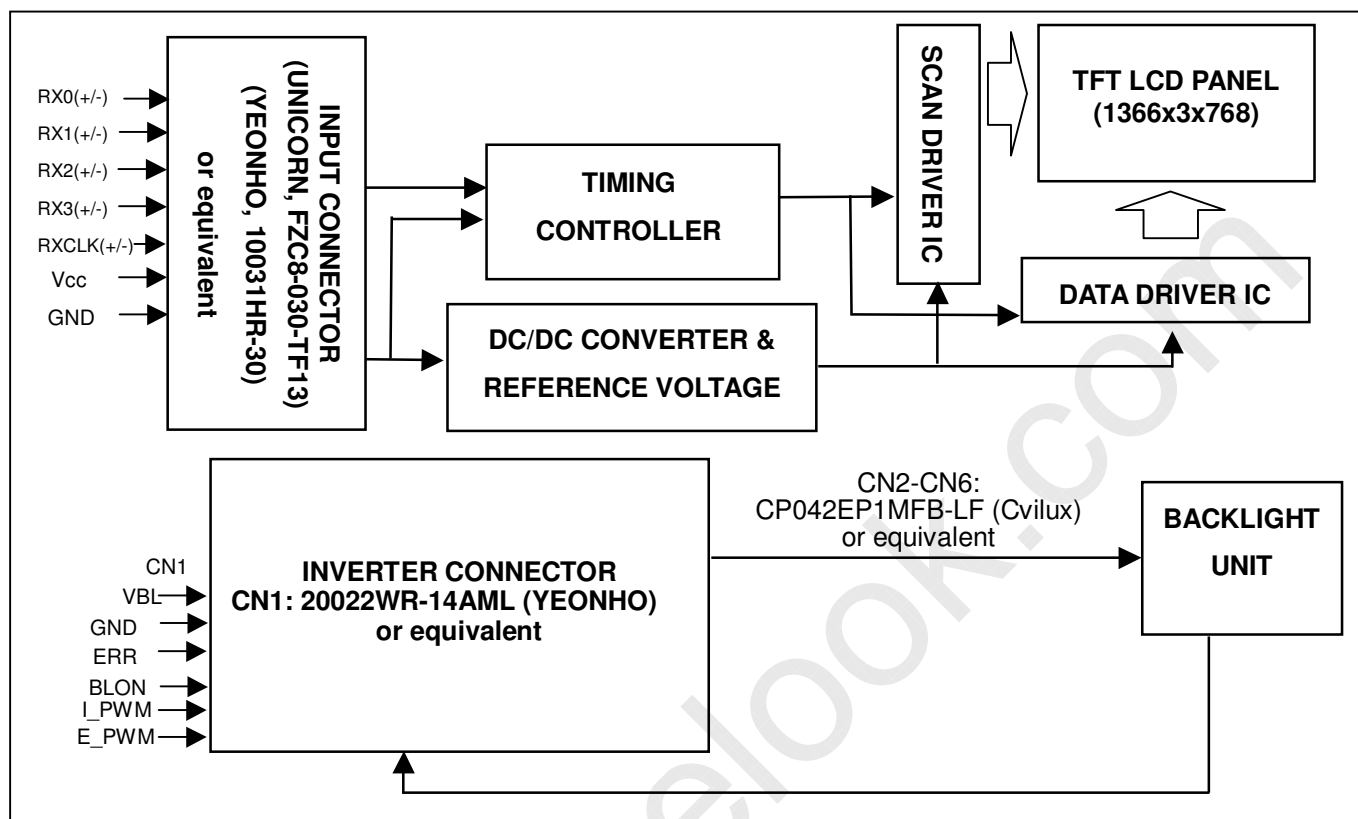 RX0(+/-)
RX1(+/-)
RX2(+/-)
RX3(+/-)
RXCLK(+/-)
Vcc
GND
INPUT CONNECTOR
(UNICORN, FZC8-030-TF13)
(YEONHO, 10031HR-30)
or equivalent
TIMING
CONTROLLER
DC/DC CONVERTER &
REFERENCE VOLTAGE
SCAN DRIVER IC
TFT LCD PANEL
(1366x3x768)
DATA DRIVER IC
CN1
VBL
GND
ERR
BLON
I_PWM
E_PWM
INVERTER CONNECTOR
CN1: 20022WR-14AML (YEONHO)
or equivalent
CN2-CN6:
CP042EP1MFB-LF (Cvilux)
or equivalent
BACKLIGHT
UNIT
elook.com